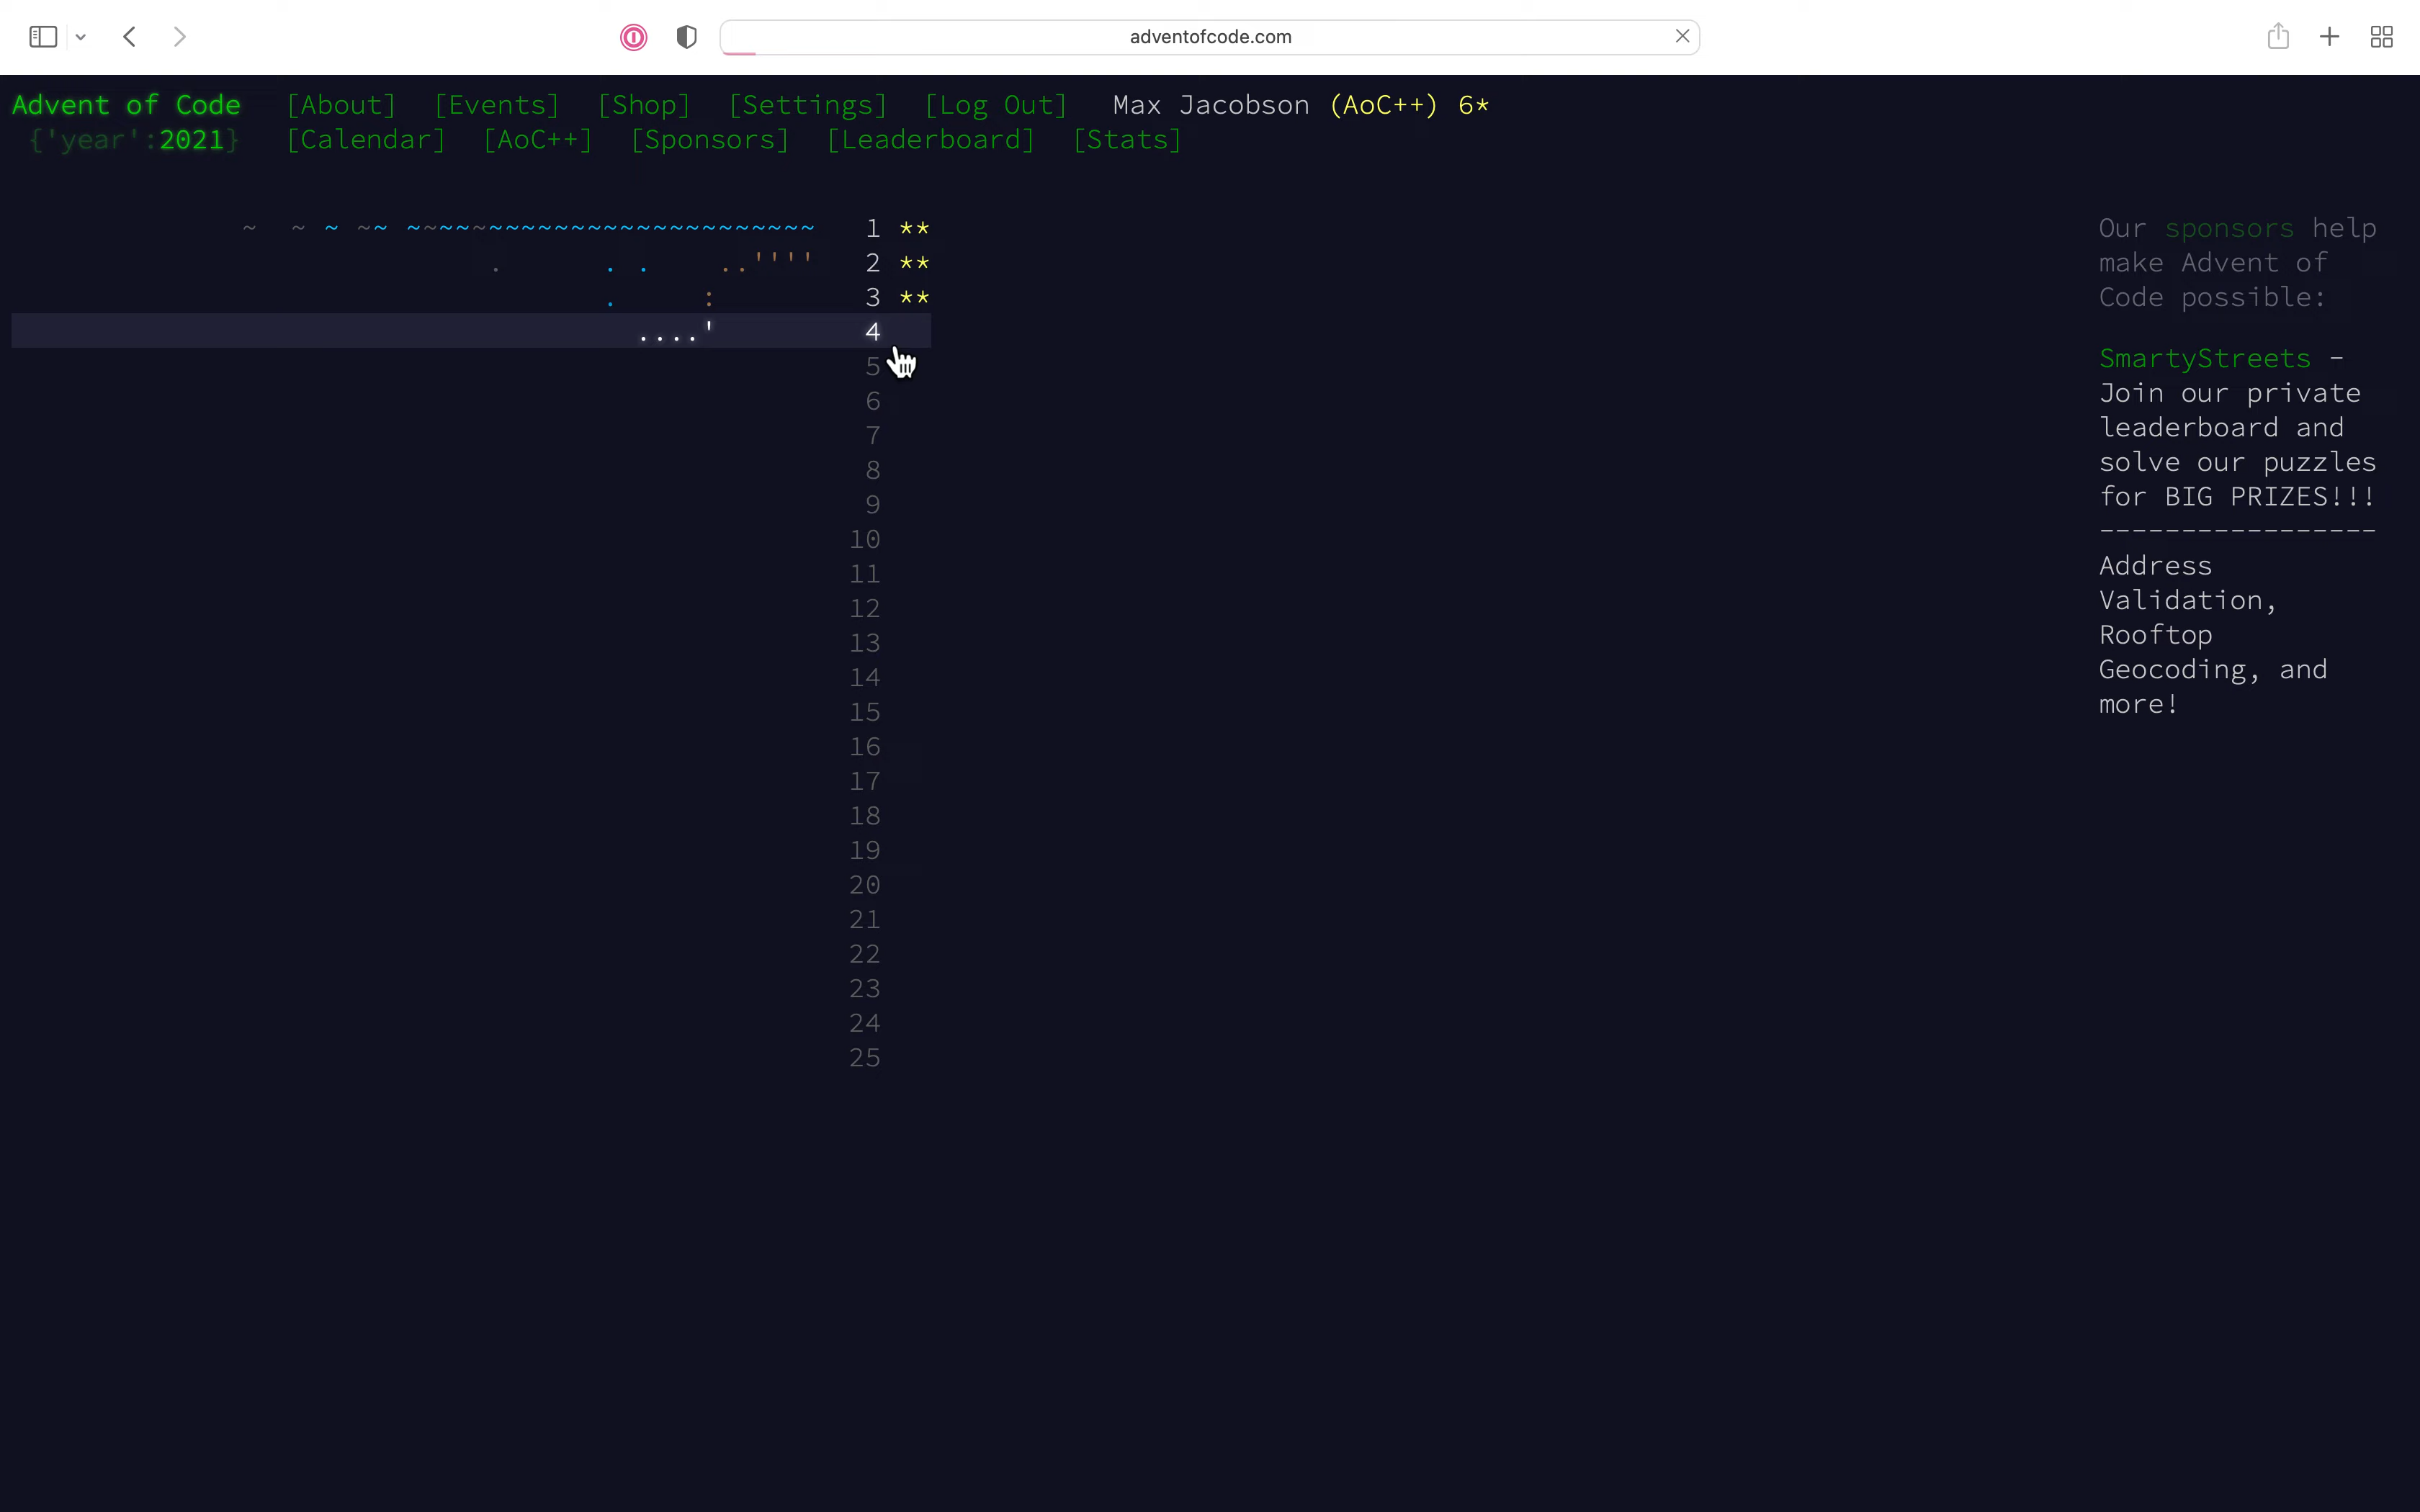 adventofcode.com
Advent of Code [About] [Events] [Shop] [Settings] [Log Out] Max Jacobson (AoC++) 6*
{'year':2021} [Calendar] [AoC++] [Sponsors] [Leaderboard] [Stats]
~  ~ ~ ~~ ~~~~~~~~~~~~~~~~~~~~~~~~~ 1 **
.      . .    ..'''' 2 **
.     : 3 **
....' 4
5
6
7
8
9
10
11
12
13
14
15
16
17
18
19
20
21
22
23
24
25
Our sponsors help
make Advent of
Code possible:
SmartyStreets -
Join our private
leaderboard and
solve our puzzles
for BIG PRIZES!!!
-----------------
Address
Validation,
Rooftop
Geocoding, and
more!